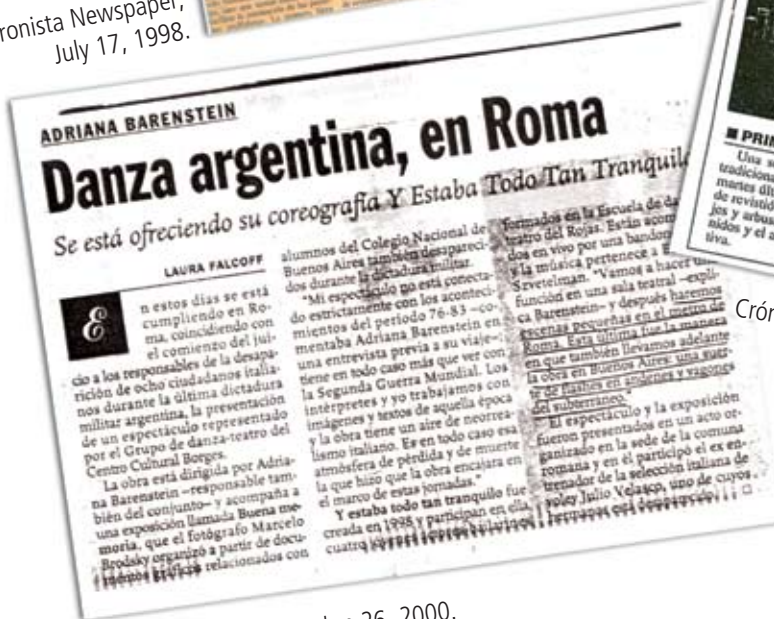 ronista Newspaper,
July 17, 1998.
ADRIANA BARENSTEIN
Danza argentina, en Roma
Se está ofreciendo su coreografía Y Estaba Todo Tan Tranquilo
LAURA FALCOFF
En estos días se está
cumpliendo en Ro-
ma, coincidiendo con
el comienzo del jui-
cio a los responsables de la desapa-
rición de ocho ciudadanos italia-
nos durante la última dictadura
militar argentina, la presentación
de un espectáculo representado
por el Grupo de danza-teatro del
Centro Cultural Borges.
La obra está dirigida por Adria-
na Barenstein –responsable tam-
bién del conjunto– y acompaña a
una exposición llamada Buena me-
moria, que el fotógrafo Marcelo
Brodsky organizó a partir de docu-
mentos gráficos relacionados con
alumnos del Colegio Nacional de
Buenos Aires también desapareci-
dos durante la dictadura militar.
"Mi espectáculo no está conecta-
do estrictamente con los aconteci-
mientos del período 76-83 –co-
mentaba Adriana Barenstein en
una entrevista previa a su viaje–;
tiene en todo caso más que ver con
la Segunda Guerra Mundial. Los
intérpretes y yo trabajamos con
imágenes y textos de aquella época
y la obra tiene un aire de neorrea-
lismo italiano. Es en todo caso esa
atmósfera de pérdida y de muerte
la que hizo que la obra encajara en
el marco de estas jornadas."
Y estaba todo tan tranquilo fue
creada en 1998 y participan en ella
cuatro
formados en la Escuela de da
teatro del Rojas. Están acom
dos en vivo por una bandon
y la música pertenece a E
Szvetelman. "Vamos a hacer una
función en una sala teatral –expli-
ca Barenstein– y después haremos
escenas pequeñas en el metro de
Roma. Esta última fue la manera
en que también llevamos adelante
la obra en Buenos Aires: una suer-
te de flashes en andenes y vagones
del subterráneo."
El espectáculo y la exposición
fueron presentados en un acto or-
ganizado en la sede de la comuna
romana y en él participó el ex en-
trenador de la selección italiana de
voley Julio Velasco, uno de cuyos
hermanos está desaparecido.
■ PRIM
Una s
tradiciona
martes dil
de revistid
jos y arbus
nidos y el a
tiva.
Crór
26, 2000.